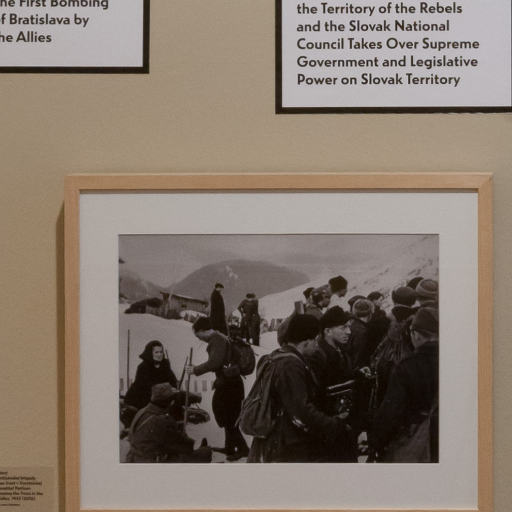 he First Bombing
f Bratislava by
he Allies
the Territory of the Rebels
and the Slovak National
Council Takes Over Supreme
Government and Legislative
Power on Slovak Territory